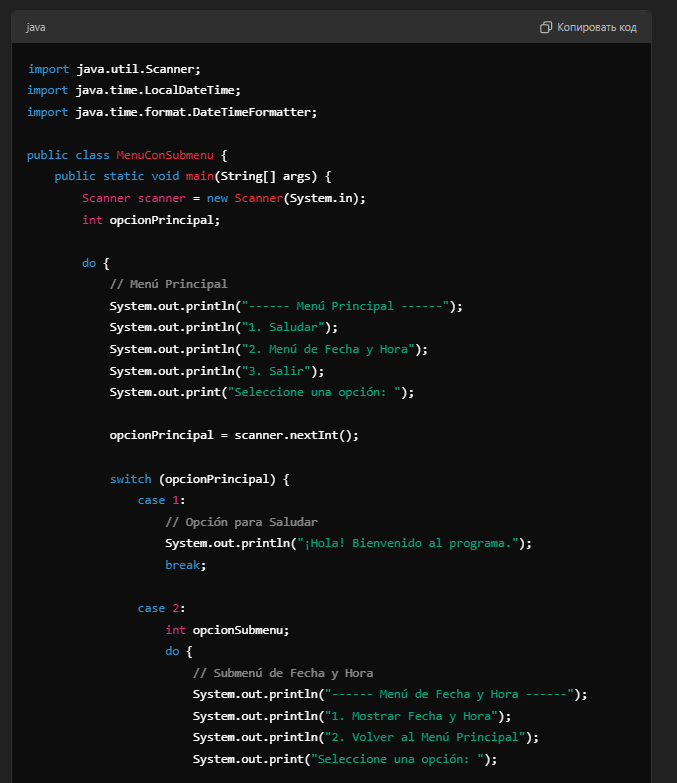 java
Копировать код
import java.util.Scanner;
import java.time.LocalDateTime;
import java.time.format.DateTimeFormatter;
public class MenuConSubmenu {
public static void main(String[] args) {
Scanner scanner = new Scanner(System.in);
int opcionPrincipal;
do {
// Menú Principal
System.out.println("------ Menú Principal ------");
System.out.println("1. Saludar");
System.out.println("2. Menú de Fecha y Hora");
System.out.println("3. Salir");
System.out.print("Seleccione una opción: ");
opcionPrincipal = scanner.nextInt();
switch (opcionPrincipal) {
case 1:
// Opción para Saludar
System.out.println("¡Hola! Bienvenido al programa.");
break;
case 2:
int opcionSubmenu;
do {
// Submenú de Fecha y Hora
System.out.println("------ Menú de Fecha y Hora ------");
System.out.println("1. Mostrar Fecha y Hora");
System.out.println("2. Volver al Menú Principal");
System.out.print("Seleccione una opción: ");